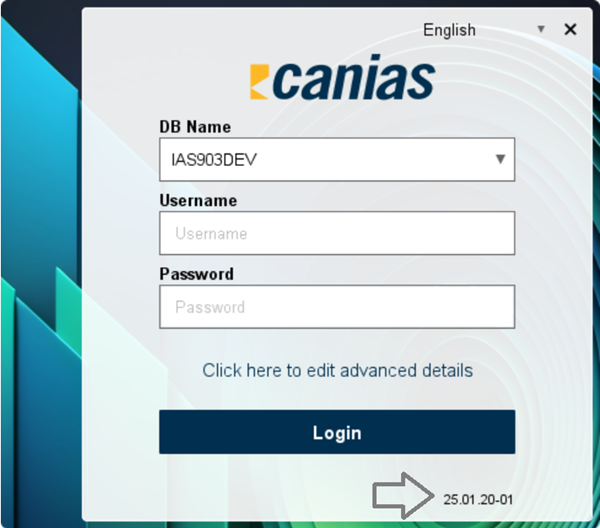 English
canias
DB Name
IAS903DEV
Username
Username
Password
Password
Click here to edit advanced details
Login
25.01.20-01